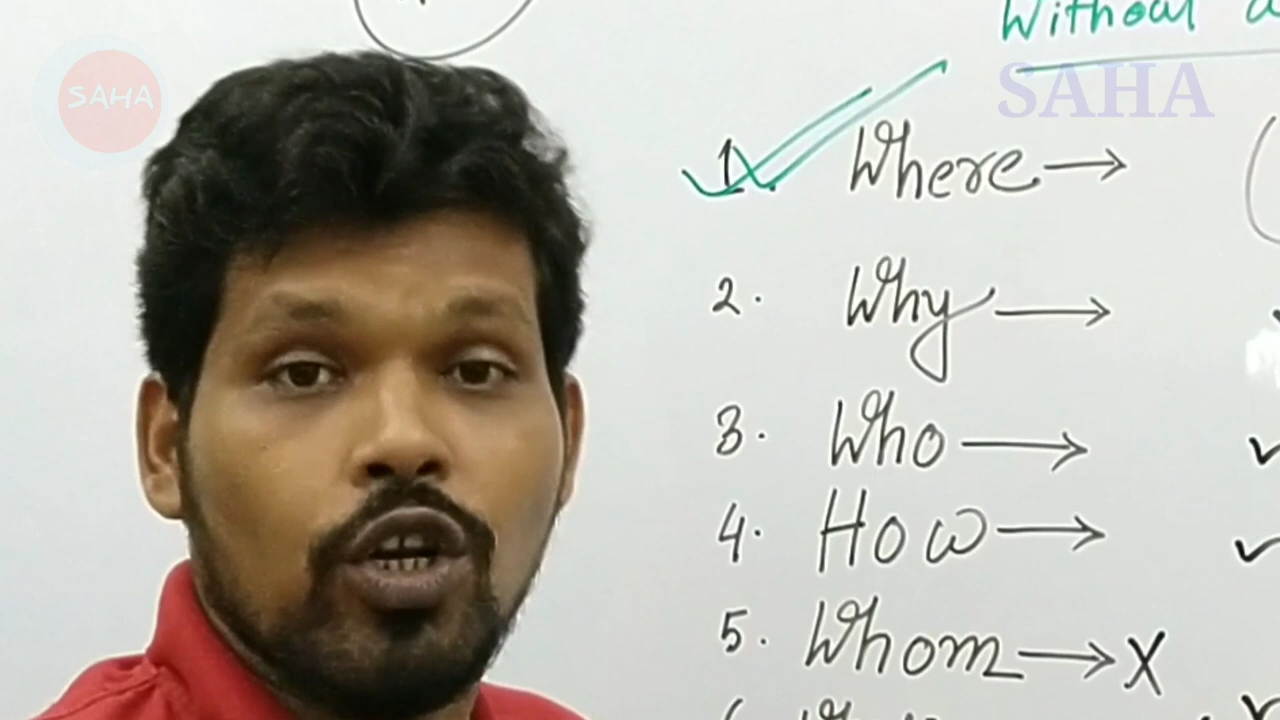 Without
SAHA
SAHA
1. Where →
2. Why →
3. Who →
4. How →
5. Whom → X